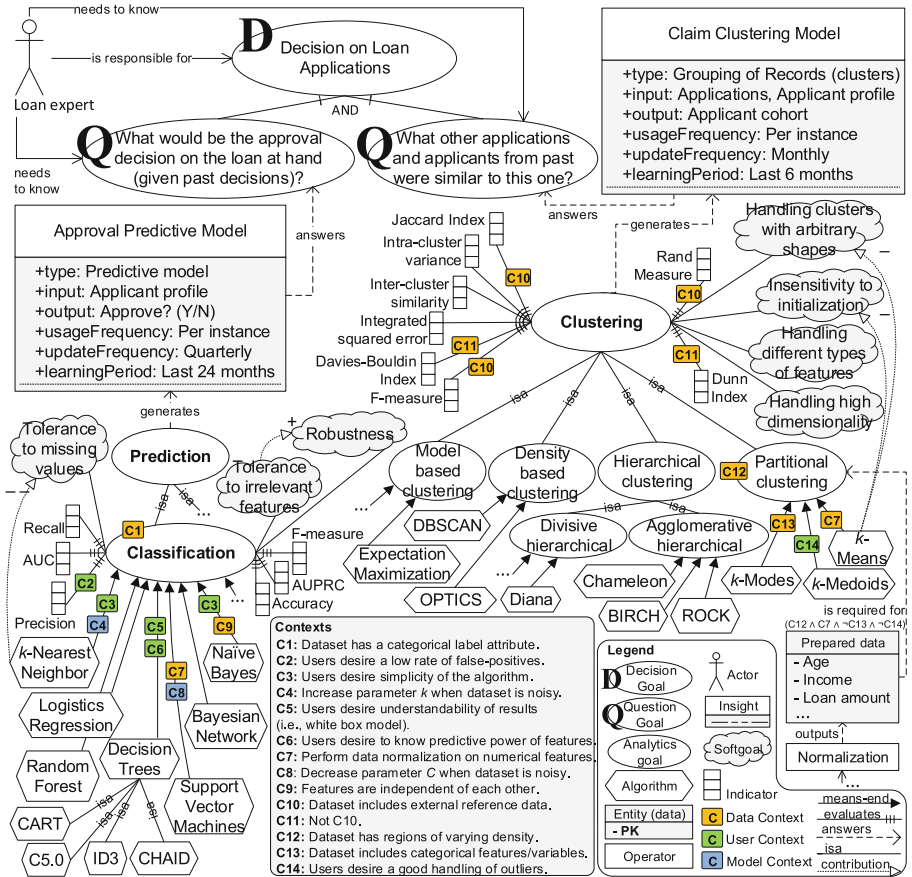 needs to know
D
Decision on Loan
Applications
is responsible for
Loan expert
AND
Q
What would be the approval
decision on the loan at hand
(given past decisions)?
Q
What other applications
and applicants from past
were similar to this one?
needs
to know
Claim Clustering Model
+type: Grouping of Records (clusters)
+input: Applications, Applicant profile
+output: Applicant cohort
+usageFrequency: Per instance
+updateFrequency: Monthly
+learningPeriod: Last 6 months
answers
answers
generates
Approval Predictive Model
+type: Predictive model
+input: Applicant profile
+output: Approve? (Y/N)
+usageFrequency: Per instance
+updateFrequency: Quarterly
+learningPeriod: Last 24 months
generates
Jaccard Index
Intra-cluster
variance
Inter-cluster
similarity
Integrated
squared error
Davies-Bouldin
Index
F-measure
C10
C11
C10
Clustering
Rand
Measure
C10
C11
Dunn
Index
Handling clusters
with arbitrary
shapes
–
Insensitivity to
initialization
–
Handling
different types
of features
Handling high
dimensionality
isa
isa
isa
isa
Tolerance
to missing
values
–
Prediction
isa
isa
...
+
Robustness
Tolerance
to irrelevant
features
Model
based
clustering
Density
based
clustering
Hierarchical
clustering
C12
Partitional
clustering
...
DBSCAN
Expectation
Maximization
OPTICS
isa
isa
Divisive
hierarchical
Agglomerative
hierarchical
...
Diana
Chameleon
BIRCH
ROCK
C13
C7
C14
k-Means
k-Modes
k-Medoids
Recall
AUC
Precision
C1
Classification
F-measure
AUPRC
Accuracy
...
C2
C3
C4
C5
C6
C7
C8
C3
C9
k-Nearest
Neighbor
Naïve
Bayes
Logistics
Regression
Bayesian
Network
Random
Forest
Decision
Trees
Support
Vector
Machines
isa
isa
isa
isa
CART
C5.0
ID3
CHAID
Contexts
C1: Dataset has a categorical label attribute.
C2: Users desire a low rate of false-positives.
C3: Users desire simplicity of the algorithm.
C4: Increase parameter k when dataset is noisy.
C5: Users desire understandability of results
(i.e., white box model).
C6: Users desire to know predictive power of features.
C7: Perform data normalization on numerical features.
C8: Decrease parameter C when dataset is noisy.
C9: Features are independent of each other.
C10: Dataset includes external reference data.
C11: Not C10.
C12: Dataset has regions of varying density.
C13: Dataset includes categorical features/variables.
C14: Users desire a good handling of outliers.
Legend
D
Decision
Goal
Actor
Q
Question
Goal
Insight
Analytics
goal
Softgoal
Algorithm
Indicator
Entity (data)
- PK
Operator
C Data Context
C User Context
C Model Context
means-end
evaluates
answers
isa
contribution
is required for
(C12 ∧ C7 ∧ ¬C13 ∧ ¬C14)
Prepared data
- Age
- Income
- Loan amount
...
outputs
Normalization
...